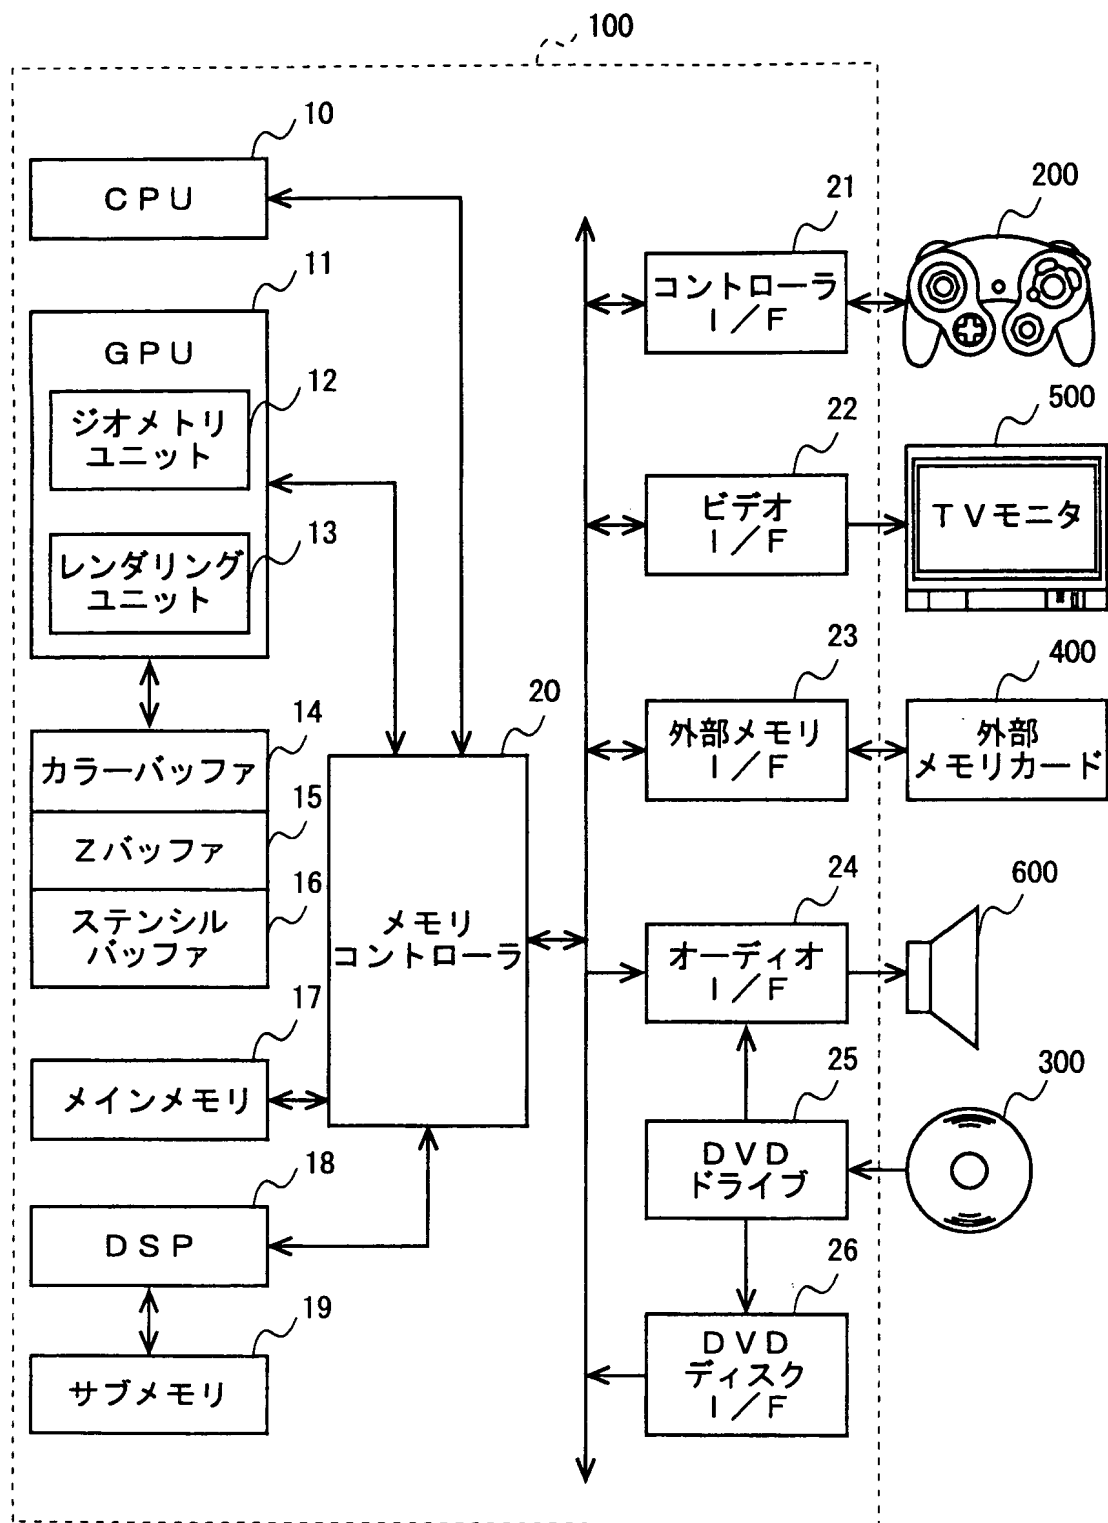 100
10
CPU
11
GPU
12
ジオメトリ
ユニット
13
レンダリング
ユニット
14
カラーバッファ
15
Zバッファ
16
ステンシル
バッファ
17
メインメモリ
18
DSP
19
サブメモリ
20
メモリ
コントローラ
21
コントローラ
I/F
22
ビデオ
I/F
23
外部メモリ
I/F
24
オーディオ
I/F
25
DVD
ドライブ
26
DVD
ディスク
I/F
200
500
TVモニタ
400
外部
メモリカード
600
300